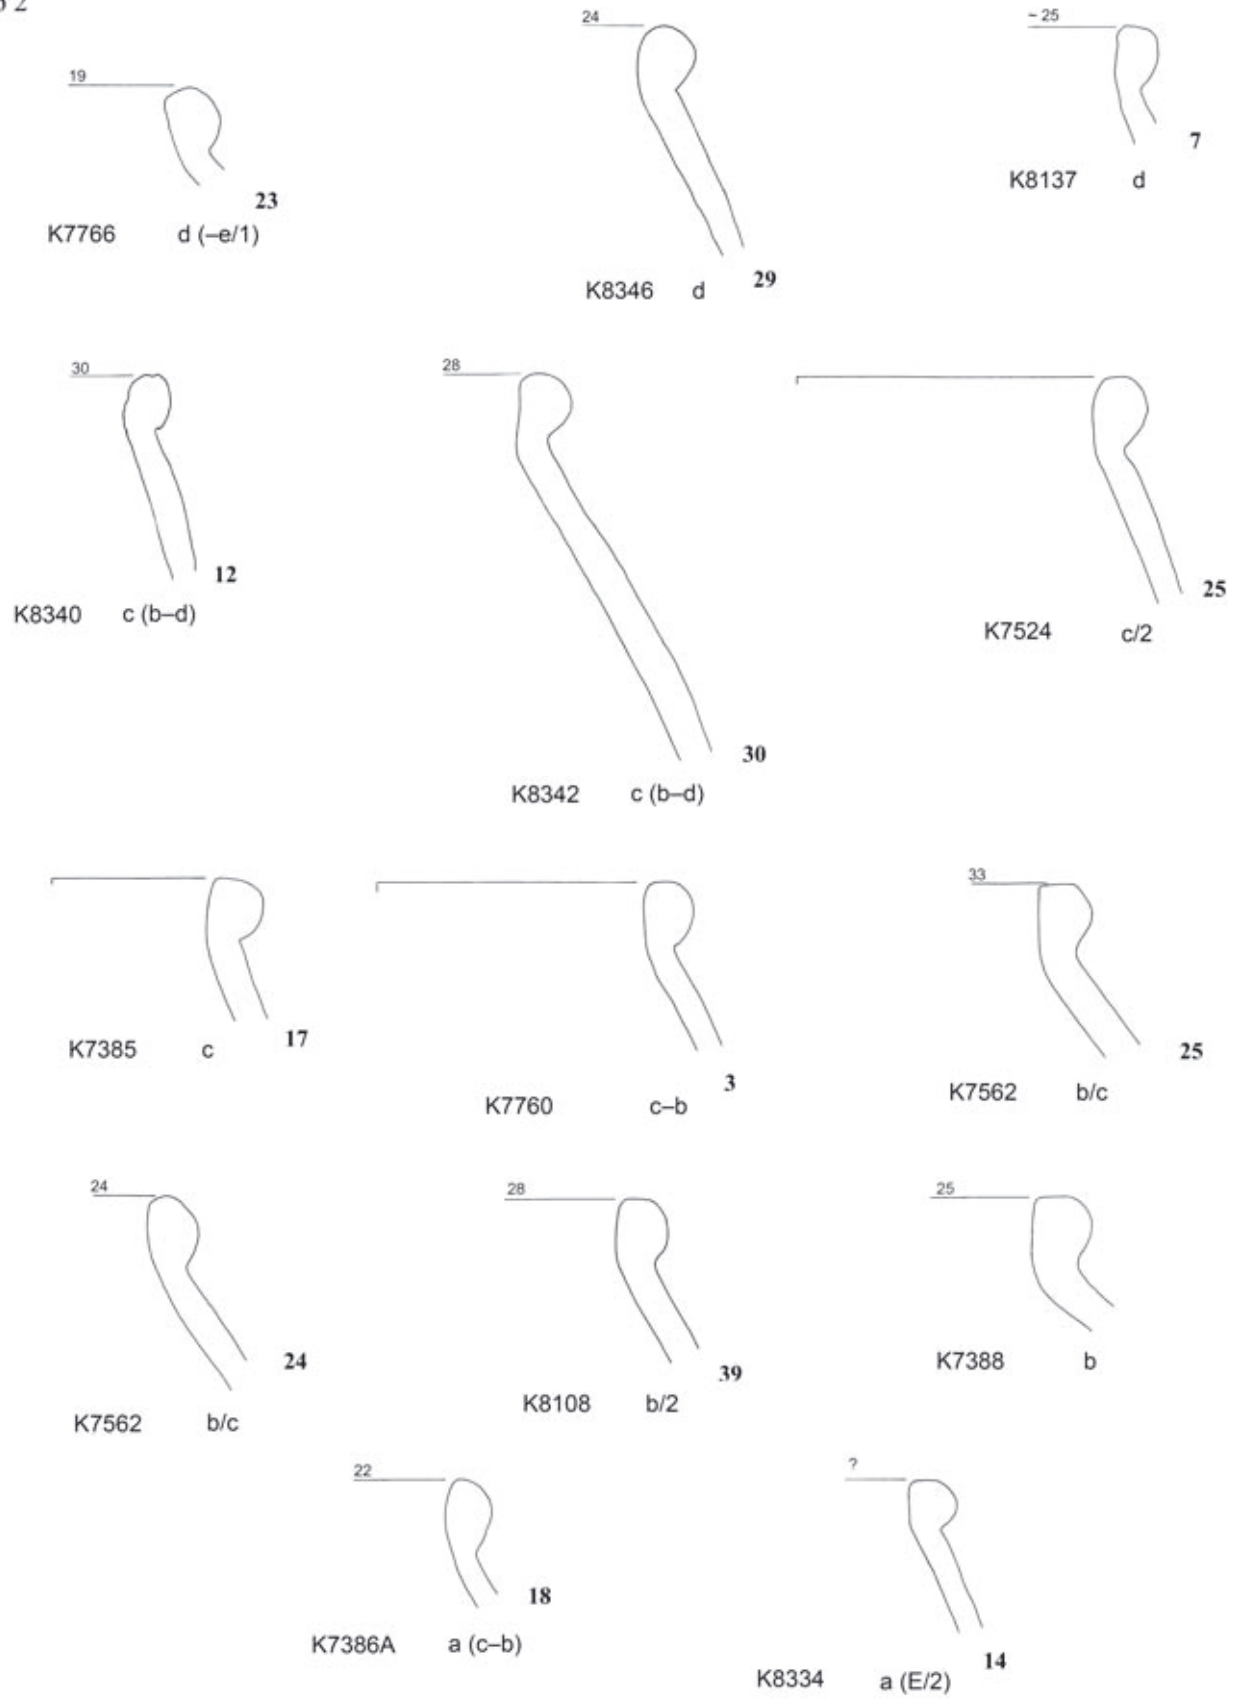 2
24
~ 25
19
7
K8137 d
23
K7766 d (–e/1)
29
K8346 d
30
28
12
K8340 c (b–d)
25
K7524 c/2
30
K8342 c (b–d)
33
17
K7385 c
25
3
K7562 b/c
K7760 c–b
24
28
25
24
K7388 b
39
K8108 b/2
K7562 b/c
22
?
18
K7386A a (c–b)
14
K8334 a (E/2)